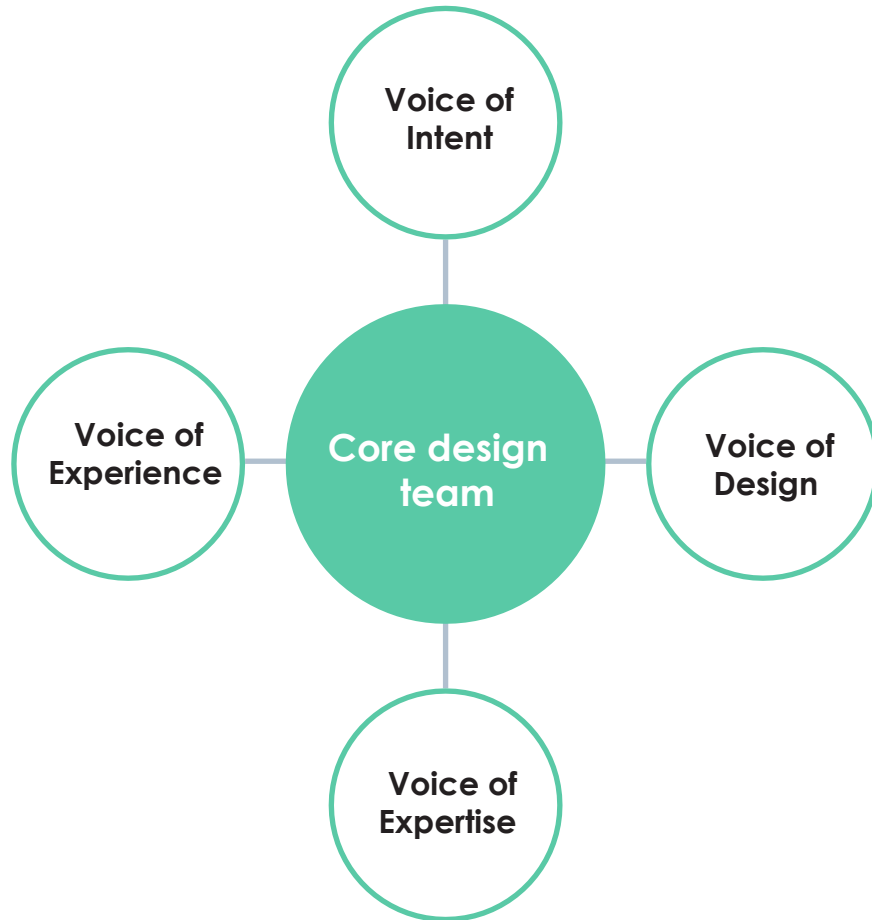 Voice of
Intent
Voice of
Experience
Core design
team
Voice of
Design
Voice of
Expertise